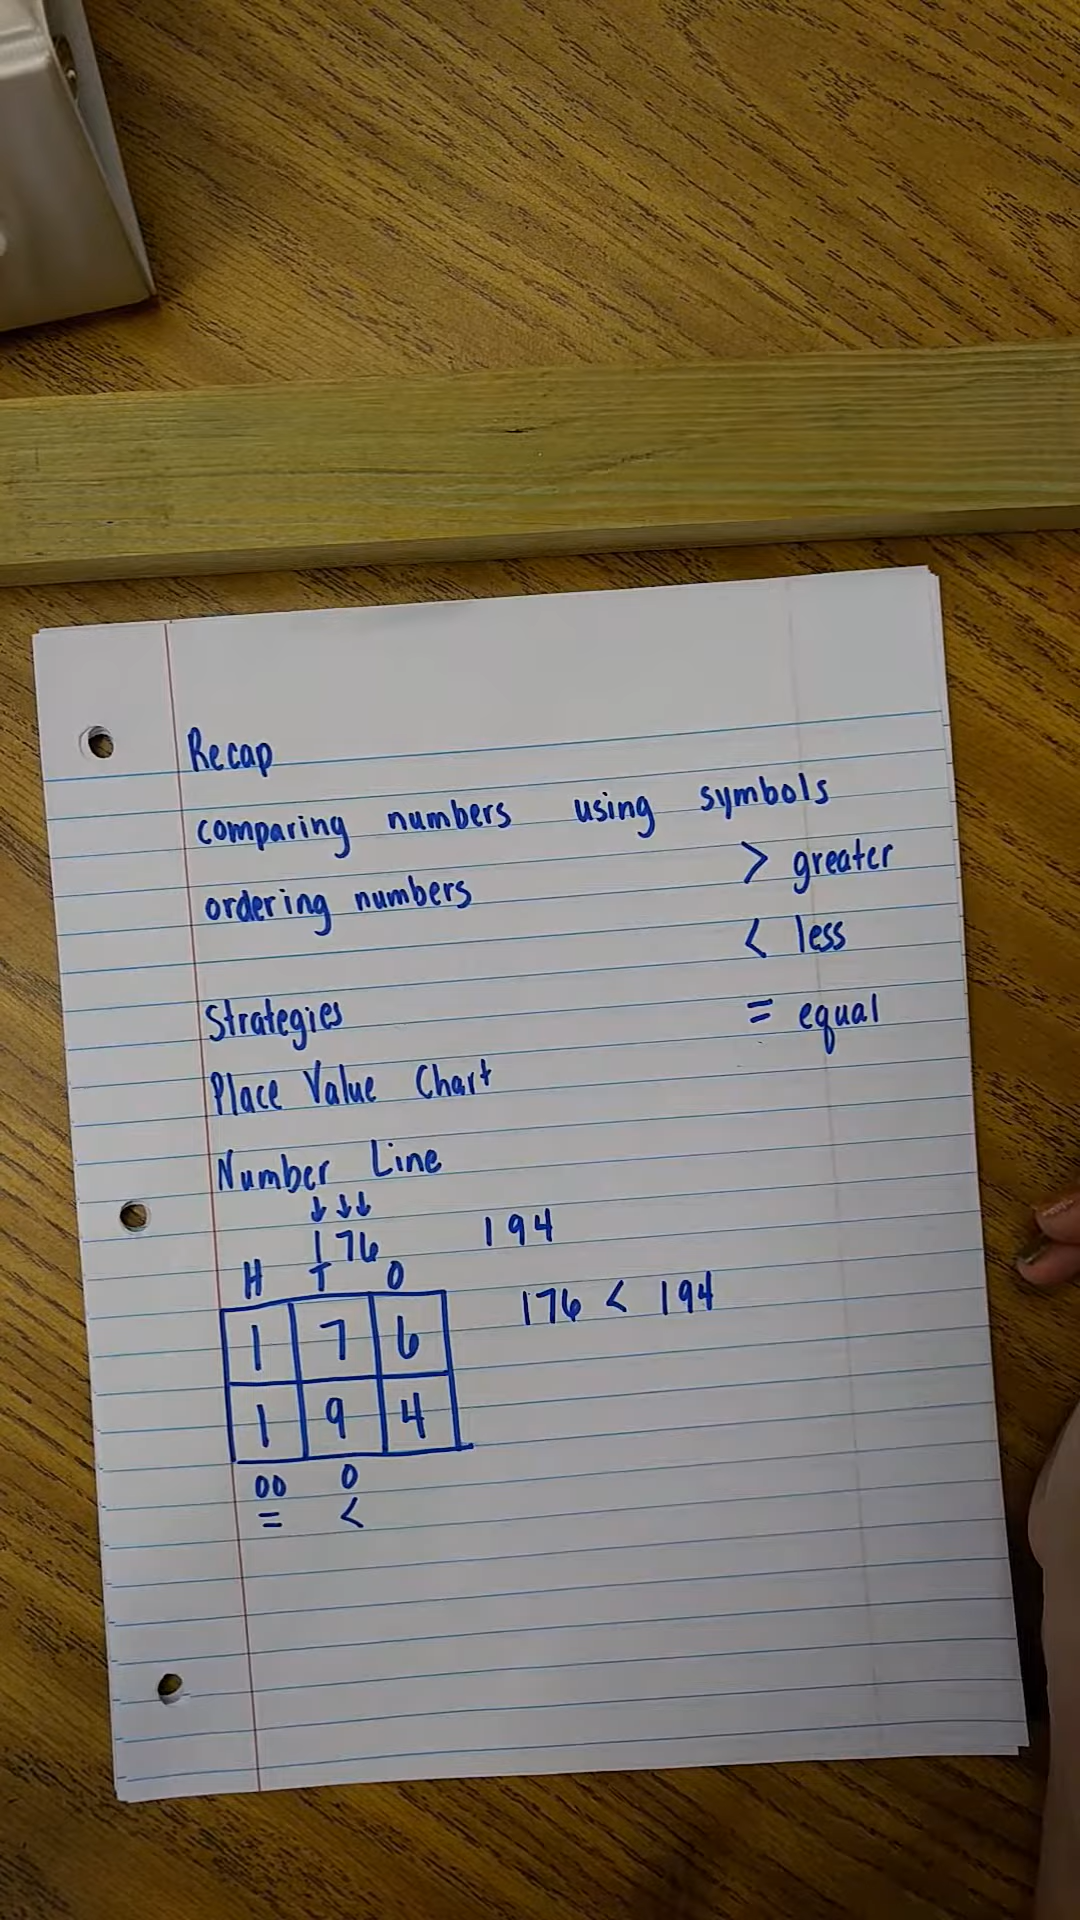 Recap
comparing numbers using symbols
> greater
ordering numbers
< less
Strategies
= equal
Place Value Chart
Number Line
↓ ↓ ↓
176 194
H T O
176 < 194
1 7 6
1 9 4
00 0
= <